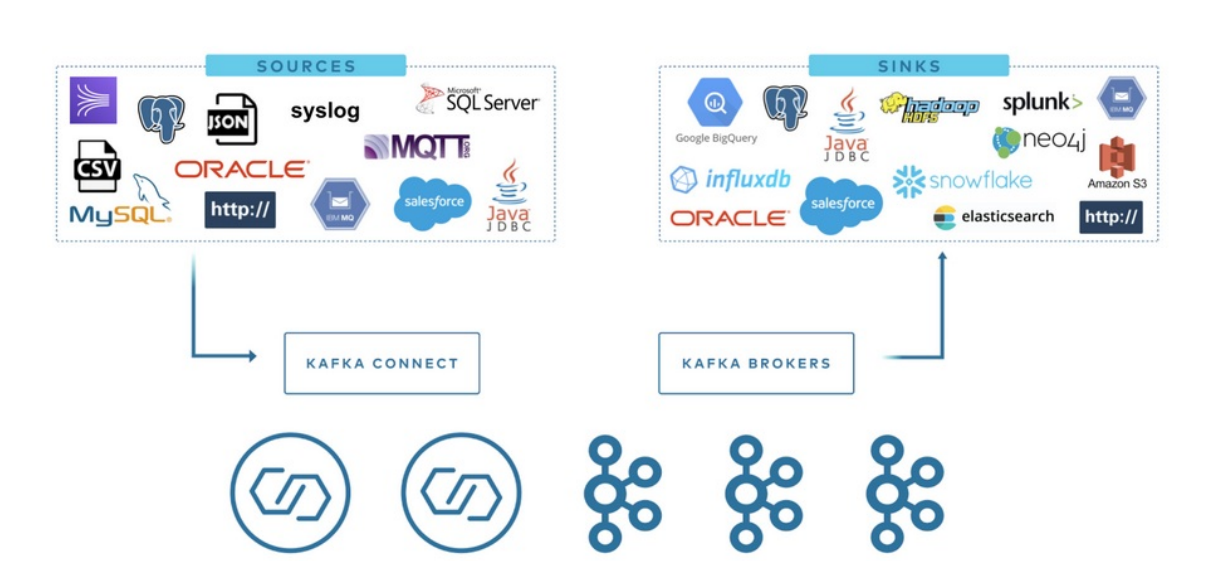 SOURCES
JSON
syslog
Microsoft®
SQL Server®
CSV
ORACLE®
MQTT.ORG
MySQL®
http://
IBM MQ
salesforce
Java
JDBC
SINKS
Google BigQuery
Java
JDBC
hadoop
HDFS
splunk>
IBM MQ
neo4j
Amazon S3
influxdb
snowflake
ORACLE®
salesforce
elasticsearch
http://
KAFKA CONNECT
KAFKA BROKERS